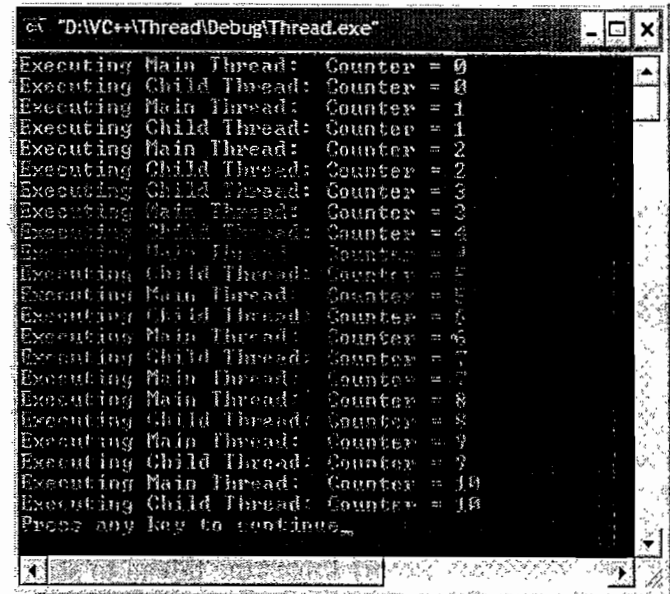 "D:\VC++\Thread\Debug\Thread.exe"
Executing Main Thread: Counter = 0
Executing Child Thread: Counter = 0
Executing Main Thread: Counter = 1
Executing Child Thread: Counter = 1
Executing Main Thread: Counter = 2
Executing Child Thread: Counter = 2
Executing Child Thread: Counter = 3
Executing Main Thread: Counter = 3
Executing Child Thread: Counter = 4
Executing Main Thread: Counter = 4
Executing Child Thread: Counter = 5
Executing Main Thread: Counter = 5
Executing Child Thread: Counter = 6
Executing Main Thread: Counter = 6
Executing Child Thread: Counter = 7
Executing Main Thread: Counter = 7
Executing Main Thread: Counter = 8
Executing Child Thread: Counter = 8
Executing Main Thread: Counter = 9
Executing Child Thread: Counter = 9
Executing Main Thread: Counter = 10
Executing Child Thread: Counter = 10
Press any key to continue_